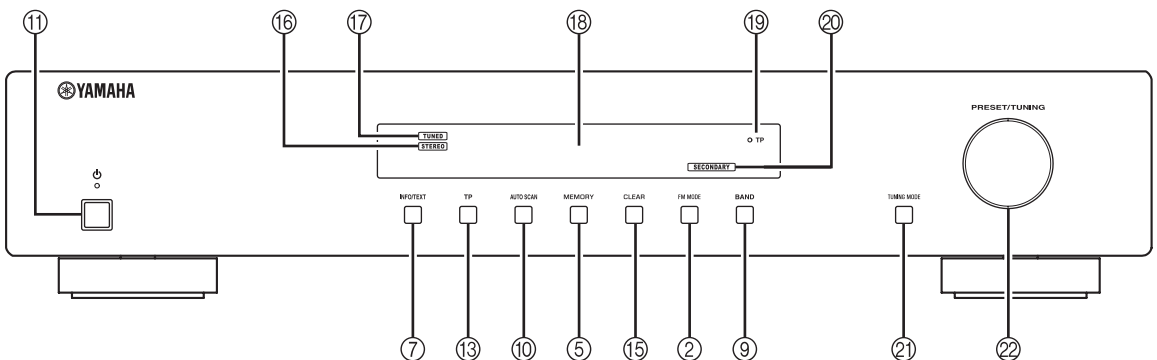 ⑪ ⑯ ⑰ ⑱ ⑲ ⑳
YAMAHA
PRESET/TUNING
TUNED
STEREO
TP
SECONDARY
INFO/TEXT TP AUTO SCAN MEMORY CLEAR FM MODE BAND TUNING MODE
⑦ ⑬ ⑩ ⑤ ⑮ ② ⑨ ㉑ ㉒